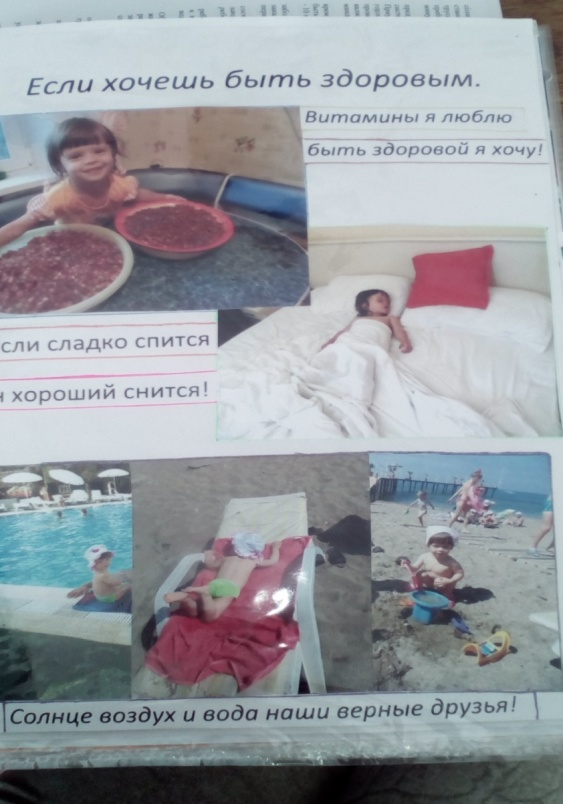 Если хочешь быть здоровым.
Витамины я люблю
быть здоровой я хочу!
сли сладко спится
н хороший снится!
Солнце воздух и вода наши верные друзья!